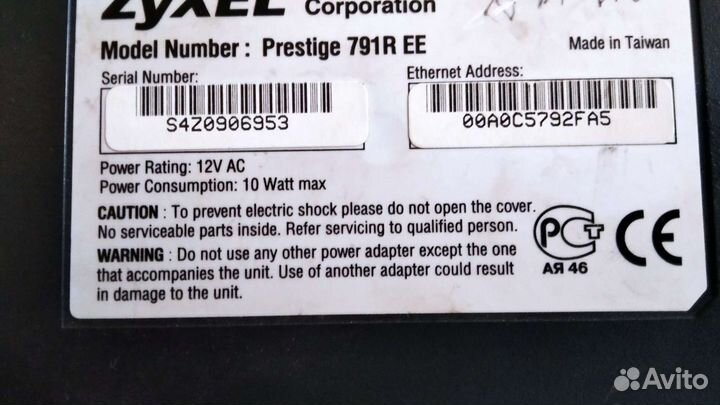 ZyXEL Corporation
Model Number : Prestige 791R EE
Made in Taiwan
Serial Number:
S4Z0906953
Ethernet Address:
00A0C5792FA5
Power Rating: 12V AC
Power Consumption: 10 Watt max
CAUTION : To prevent electric shock please do not open the cover.
No serviceable parts inside. Refer servicing to qualified person.
WARNING : Do not use any other power adapter except the one
that accompanies the unit. Use of another adapter could result
in damage to the unit.
РСТ
АЯ 46
CE
Avito